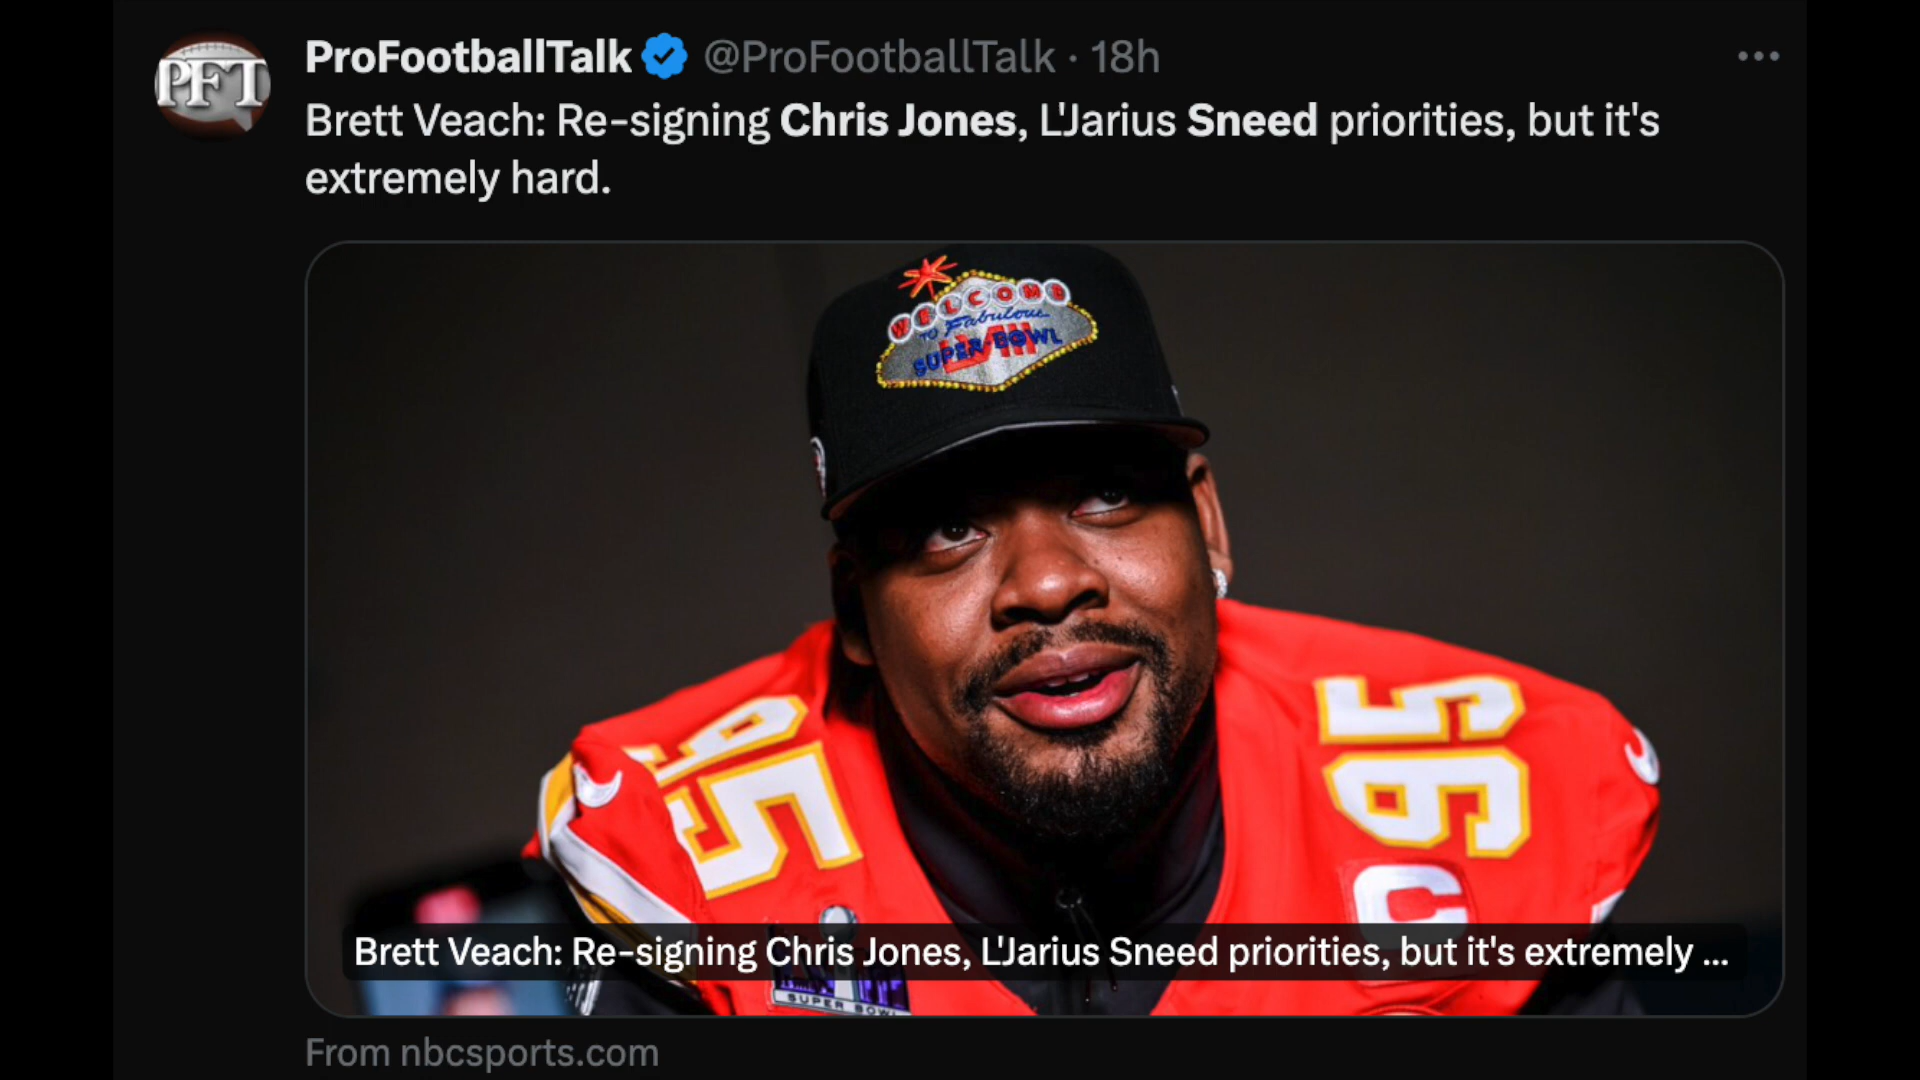 PFT
ProFootballTalk @ProFootballTalk · 18h
Brett Veach: Re-signing Chris Jones, L'Jarius Sneed priorities, but it's
extremely hard.
WELCOME
TO Fabulous
LVIII
SUPER BOWL
95
95
C
Brett Veach: Re-signing Chris Jones, L'Jarius Sneed priorities, but it's extremely ...
SUPER BOWL
From nbcsports.com